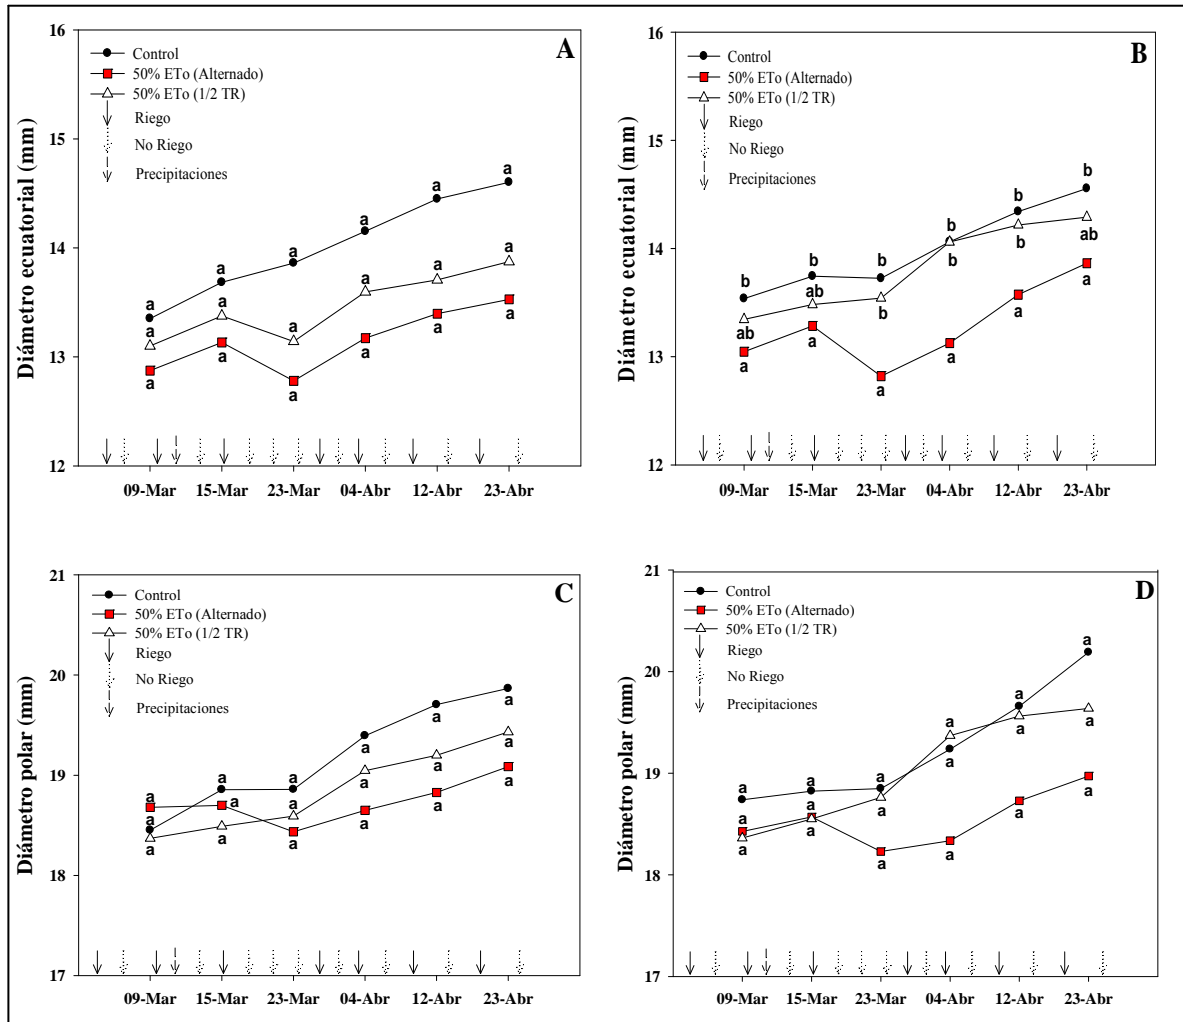 A
Control
50% ETo (Alternado)
50% ETo (1/2 TR)
Riego
No Riego
Precipitaciones
Diámetro ecuatorial (mm)
16
15
14
13
12
a a a a a a
a a a a a a
a a a a a a
09-Mar 15-Mar 23-Mar 04-Abr 12-Abr 23-Abr
B
Control
50% ETo (Alternado)
50% ETo (1/2 TR)
Riego
No Riego
Precipitaciones
Diámetro ecuatorial (mm)
16
15
14
13
12
b b b b b b
ab ab b b b ab
a a a a a a
09-Mar 15-Mar 23-Mar 04-Abr 12-Abr 23-Abr
C
Control
50% ETo (Alternado)
50% ETo (1/2 TR)
Riego
No Riego
Precipitaciones
Diámetro polar (mm)
21
20
19
18
17
a a a a a a
a a a a a a
a a a a a a
09-Mar 15-Mar 23-Mar 04-Abr 12-Abr 23-Abr
D
Control
50% ETo (Alternado)
50% ETo (1/2 TR)
Riego
No Riego
Precipitaciones
Diámetro polar (mm)
21
20
19
18
17
a a a a a a
a a a a a
a a a a a a
09-Mar 15-Mar 23-Mar 04-Abr 12-Abr 23-Abr